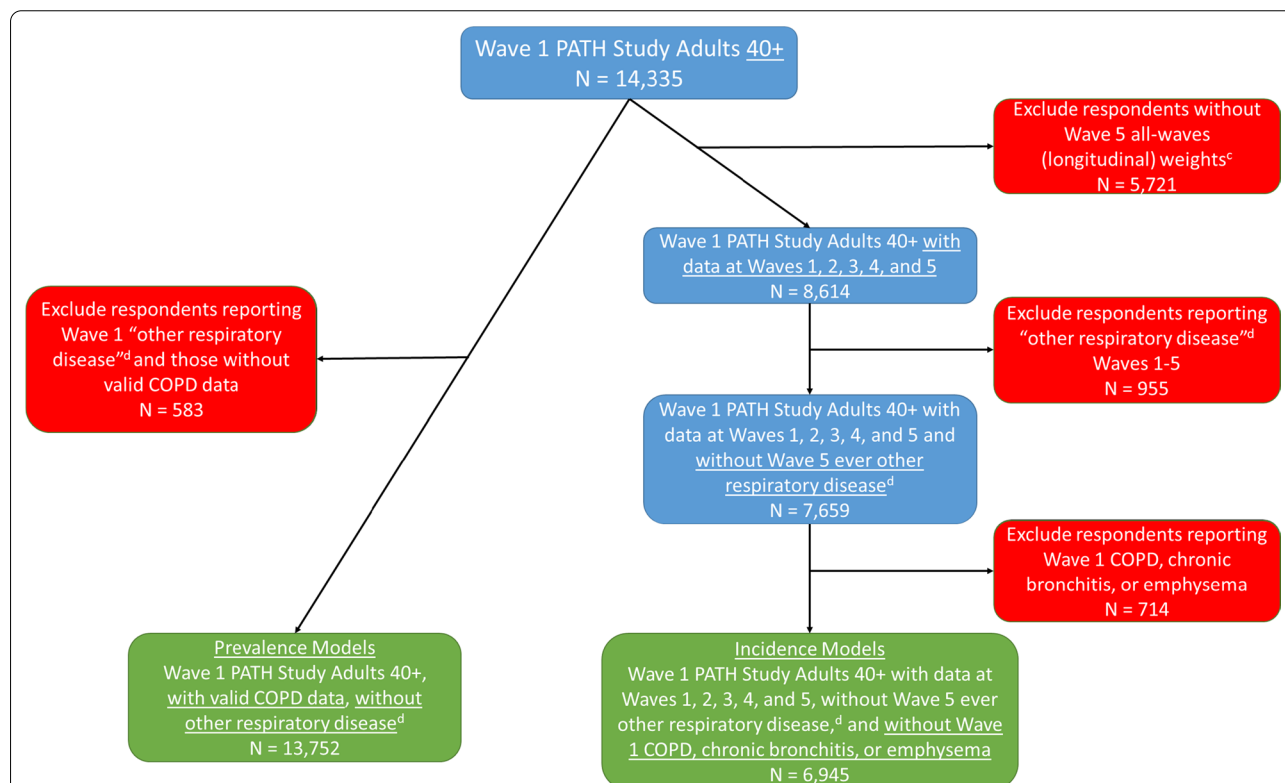 Wave 1 PATH Study Adults 40+
N = 14,335
Exclude respondents without
Wave 5 all-waves
(longitudinal) weightsᶜ
N = 5,721
Wave 1 PATH Study Adults 40+ with
data at Waves 1, 2, 3, 4, and 5
N = 8,614
Exclude respondents reporting
Wave 1 “other respiratory
disease”ᵈ and those without
valid COPD data
N = 583
Exclude respondents reporting
“other respiratory disease”ᵈ
Waves 1-5
N = 955
Wave 1 PATH Study Adults 40+ with
data at Waves 1, 2, 3, 4, and 5 and
without Wave 5 ever other
respiratory diseaseᵈ
N = 7,659
Exclude respondents reporting
Wave 1 COPD, chronic
bronchitis, or emphysema
N = 714
Prevalence Models
Wave 1 PATH Study Adults 40+,
with valid COPD data, without
other respiratory diseaseᵈ
N = 13,752
Incidence Models
Wave 1 PATH Study Adults 40+ with data at
Waves 1, 2, 3, 4, and 5, without Wave 5 ever
other respiratory disease,ᵈ and without Wave
1 COPD, chronic bronchitis, or emphysema
N = 6,945